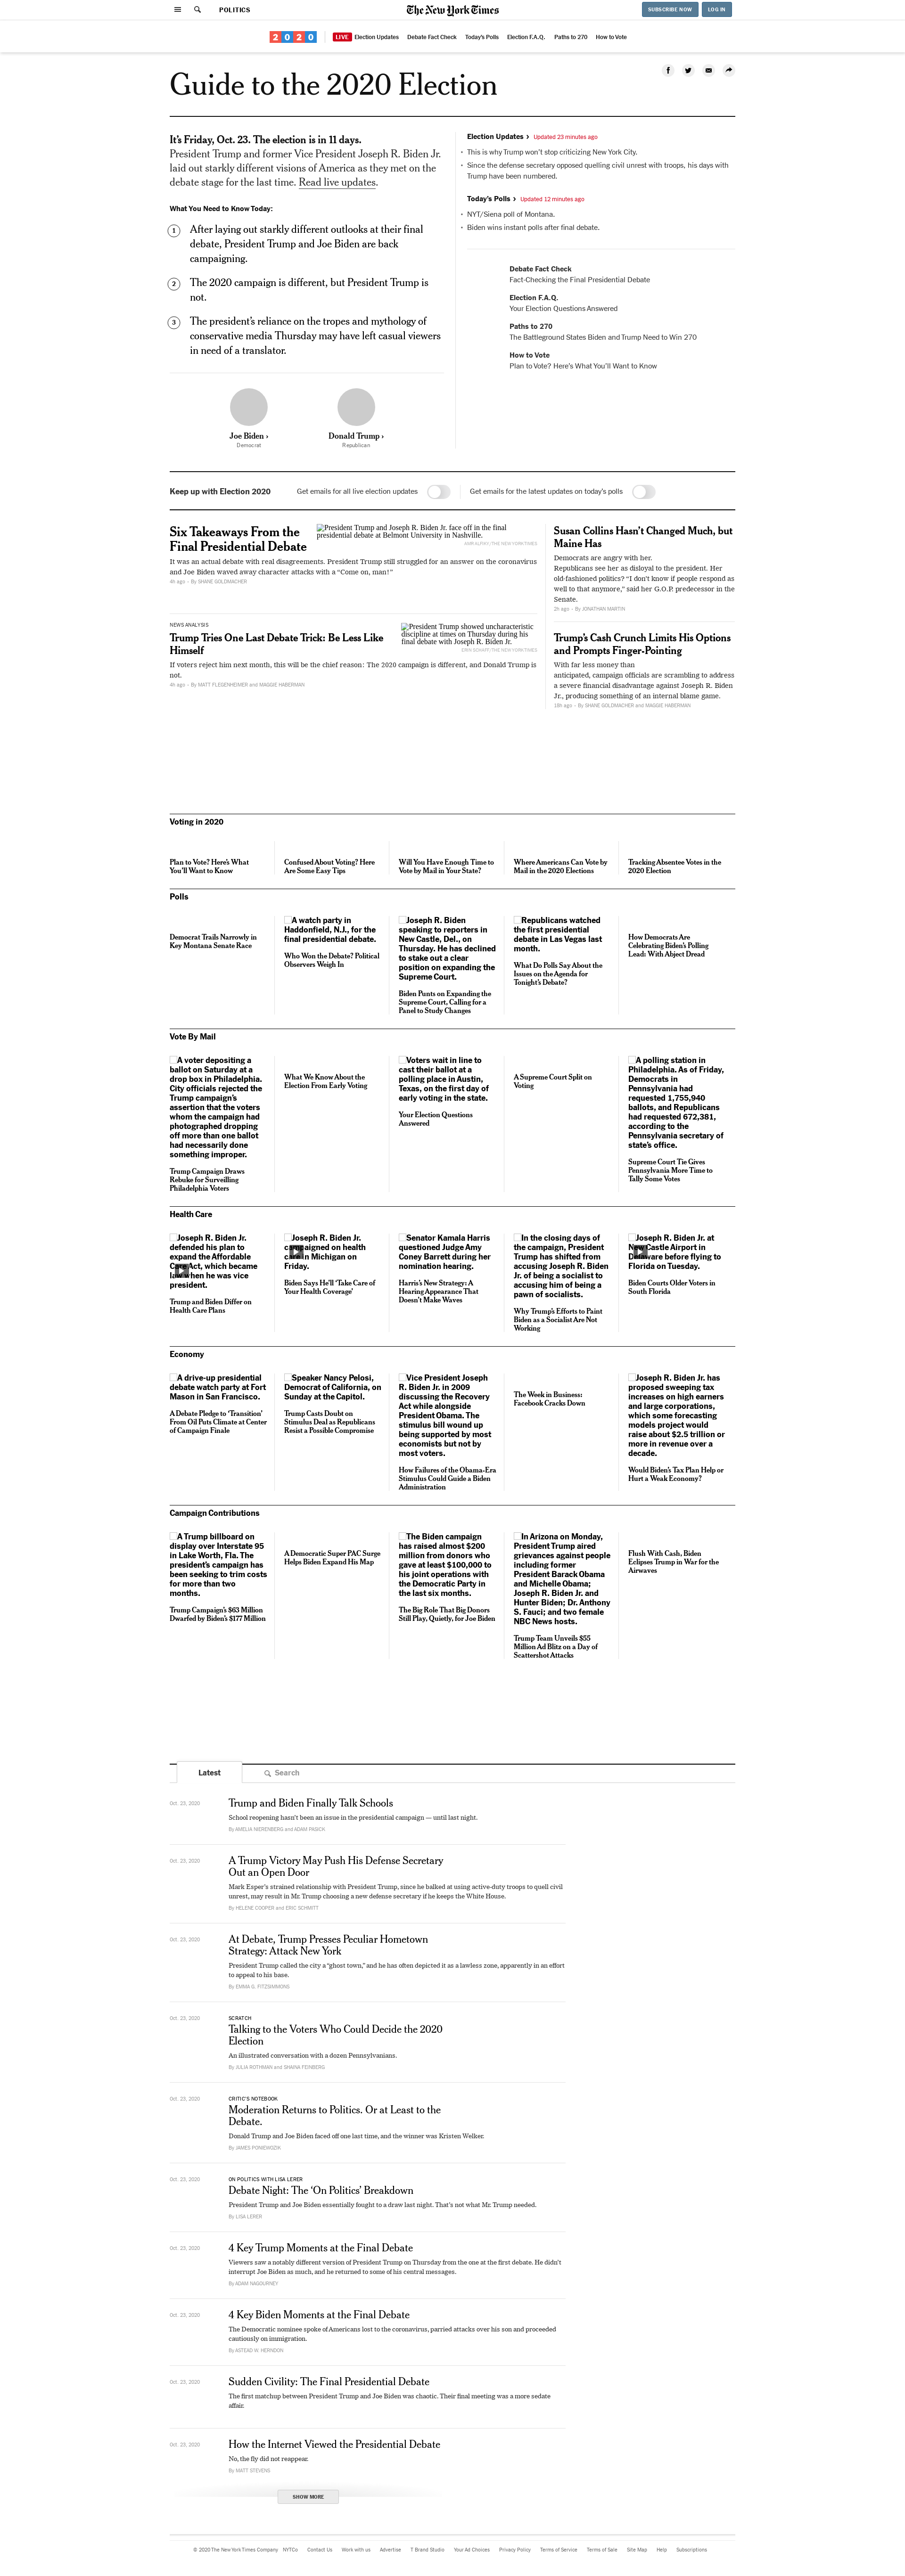 POLITICS
The New York Times
SUBSCRIBE NOW
LOG IN
2020
LIVE Election Updates
Debate Fact Check
Today's Polls
Election F.A.Q.
Paths to 270
How to Vote
Guide to the 2020 Election
It's Friday, Oct. 23. The election is in 11 days.
President Trump and former Vice President Joseph R. Biden Jr.
laid out starkly different visions of America as they met on the
debate stage for the last time. Read live updates.
What You Need to Know Today:
1 After laying out starkly different outlooks at their final
debate, President Trump and Joe Biden are back
campaigning.
2 The 2020 campaign is different, but President Trump is
not.
3 The president's reliance on the tropes and mythology of
conservative media Thursday may have left casual viewers
in need of a translator.
Joe Biden ›
Democrat
Donald Trump ›
Republican
Election Updates › Updated 23 minutes ago
• This is why Trump won't stop criticizing New York City.
• Since the defense secretary opposed quelling civil unrest with troops, his days with
Trump have been numbered.
Today's Polls › Updated 12 minutes ago
• NYT/Siena poll of Montana.
• Biden wins instant polls after final debate.
Debate Fact Check
Fact-Checking the Final Presidential Debate
Election F.A.Q.
Your Election Questions Answered
Paths to 270
The Battleground States Biden and Trump Need to Win 270
How to Vote
Plan to Vote? Here's What You'll Want to Know
Keep up with Election 2020
Get emails for all live election updates
Get emails for the latest updates on today's polls
Six Takeaways From the
Final Presidential Debate
President Trump and Joseph R. Biden Jr. face off in the final
presidential debate at Belmont University in Nashville.
AMR ALFIKY / THE NEW YORK TIMES
It was an actual debate with real disagreements. President Trump still struggled for an answer on the coronavirus
and Joe Biden waved away character attacks with a “Come on, man!”
4h ago – By SHANE GOLDMACHER
NEWS ANALYSIS
Trump Tries One Last Debate Trick: Be Less Like
Himself
President Trump showed uncharacteristic
discipline at times on Thursday during his
final debate with Joseph R. Biden Jr.
ERIN SCHAFF / THE NEW YORK TIMES
If voters reject him next month, this will be the chief reason: The 2020 campaign is different, and Donald Trump is
not.
4h ago – By MATT FLEGENHEIMER and MAGGIE HABERMAN
Susan Collins Hasn't Changed Much, but
Maine Has
Democrats are angry with her.
Republicans see her as disloyal to the president. Her
old-fashioned politics? “I don't know if people respond as
well to that anymore,” said her G.O.P. predecessor in the
Senate.
2h ago – By JONATHAN MARTIN
Trump's Cash Crunch Limits His Options
and Prompts Finger-Pointing
With far less money than
anticipated, campaign officials are scrambling to address
a severe financial disadvantage against Joseph R. Biden
Jr., producing something of an internal blame game.
18h ago – By SHANE GOLDMACHER and MAGGIE HABERMAN
Voting in 2020
Plan to Vote? Here's What
You'll Want to Know
Confused About Voting? Here
Are Some Easy Tips
Will You Have Enough Time to
Vote by Mail in Your State?
Where Americans Can Vote by
Mail in the 2020 Elections
Tracking Absentee Votes in the
2020 Election
Polls
Democrat Trails Narrowly in
Key Montana Senate Race
A watch party in
Haddonfield, N.J., for the
final presidential debate.
Who Won the Debate? Political
Observers Weigh In
Joseph R. Biden
speaking to reporters in
New Castle, Del., on
Thursday. He has declined
to stake out a clear
position on expanding the
Supreme Court.
Biden Punts on Expanding the
Supreme Court, Calling for a
Panel to Study Changes
Republicans watched
the first presidential
debate in Las Vegas last
month.
What Do Polls Say About the
Issues on the Agenda for
Tonight's Debate?
How Democrats Are
Celebrating Biden's Polling
Lead: With Abject Dread
Vote By Mail
A voter depositing a
ballot on Saturday at a
drop box in Philadelphia.
City officials rejected the
Trump campaign's
assertion that the voters
whom the campaign had
photographed dropping
off more than one ballot
had necessarily done
something improper.
Trump Campaign Draws
Rebuke for Surveilling
Philadelphia Voters
What We Know About the
Election From Early Voting
Voters wait in line to
cast their ballot at a
polling place in Austin,
Texas, on the first day of
early voting in the state.
Your Election Questions
Answered
A Supreme Court Split on
Voting
A polling station in
Philadelphia. As of Friday,
Democrats in
Pennsylvania had
requested 1,755,940
ballots, and Republicans
had requested 672,381,
according to the
Pennsylvania secretary of
state's office.
Supreme Court Tie Gives
Pennsylvania More Time to
Tally Some Votes
Health Care
Joseph R. Biden Jr.
defended his plan to
expand the Affordable
Care Act, which became
law when he was vice
president.
Trump and Biden Differ on
Health Care Plans
Joseph R. Biden Jr.
campaigned on health
care in Michigan on
Friday.
Biden Says He'll ‘Take Care of
Your Health Coverage’
Senator Kamala Harris
questioned Judge Amy
Coney Barrett during her
nomination hearing.
Harris's New Strategy: A
Hearing Appearance That
Doesn't Make Waves
In the closing days of
the campaign, President
Trump has shifted from
accusing Joseph R. Biden
Jr. of being a socialist to
accusing him of being a
pawn of socialists.
Why Trump's Efforts to Paint
Biden as a Socialist Are Not
Working
Joseph R. Biden Jr. at
New Castle Airport in
Delaware before flying to
Florida on Tuesday.
Biden Courts Older Voters in
South Florida
Economy
A drive-up presidential
debate watch party at Fort
Mason in San Francisco.
A Debate Pledge to ‘Transition’
From Oil Puts Climate at Center
of Campaign Finale
Speaker Nancy Pelosi,
Democrat of California, on
Sunday at the Capitol.
Trump Casts Doubt on
Stimulus Deal as Republicans
Resist a Possible Compromise
Vice President Joseph
R. Biden Jr. in 2009
discussing the Recovery
Act while alongside
President Obama. The
stimulus bill wound up
being supported by most
economists but not by
most voters.
How Failures of the Obama-Era
Stimulus Could Guide a Biden
Administration
The Week in Business:
Facebook Cracks Down
Joseph R. Biden Jr. has
proposed sweeping tax
increases on high earners
and large corporations,
which some forecasting
models project would
raise about $2.5 trillion or
more in revenue over a
decade.
Would Biden's Tax Plan Help or
Hurt a Weak Economy?
Campaign Contributions
A Trump billboard on
display over Interstate 95
in Lake Worth, Fla. The
president's campaign has
been seeking to trim costs
for more than two
months.
Trump Campaign's $63 Million
Dwarfed by Biden's $177 Million
A Democratic Super PAC Surge
Helps Biden Expand His Map
The Biden campaign
has raised almost $200
million from donors who
gave at least $100,000 to
his joint operations with
the Democratic Party in
the last six months.
The Big Role That Big Donors
Still Play, Quietly, for Joe Biden
In Arizona on Monday,
President Trump aired
grievances against people
including former
President Barack Obama
and Michelle Obama;
Joseph R. Biden Jr. and
Hunter Biden; Dr. Anthony
S. Fauci; and two female
NBC News hosts.
Trump Team Unveils $55
Million Ad Blitz on a Day of
Scattershot Attacks
Flush With Cash, Biden
Eclipses Trump in War for the
Airwaves
Latest
Search
Oct. 23, 2020
Trump and Biden Finally Talk Schools
School reopening hasn't been an issue in the presidential campaign — until last night.
By AMELIA NIERENBERG and ADAM PASICK
Oct. 23, 2020
A Trump Victory May Push His Defense Secretary
Out an Open Door
Mark Esper's strained relationship with President Trump, since he balked at using active-duty troops to quell civil
unrest, may result in Mr. Trump choosing a new defense secretary if he keeps the White House.
By HELENE COOPER and ERIC SCHMITT
Oct. 23, 2020
At Debate, Trump Presses Peculiar Hometown
Strategy: Attack New York
President Trump called the city a “ghost town,” and he has often depicted it as a lawless zone, apparently in an effort
to appeal to his base.
By EMMA G. FITZSIMMONS
Oct. 23, 2020
SCRATCH
Talking to the Voters Who Could Decide the 2020
Election
An illustrated conversation with a dozen Pennsylvanians.
By JULIA ROTHMAN and SHAINA FEINBERG
Oct. 23, 2020
CRITIC'S NOTEBOOK
Moderation Returns to Politics. Or at Least to the
Debate.
Donald Trump and Joe Biden faced off one last time, and the winner was Kristen Welker.
By JAMES PONIEWOZIK
Oct. 23, 2020
ON POLITICS WITH LISA LERER
Debate Night: The ‘On Politics’ Breakdown
President Trump and Joe Biden essentially fought to a draw last night. That's not what Mr. Trump needed.
By LISA LERER
Oct. 23, 2020
4 Key Trump Moments at the Final Debate
Viewers saw a notably different version of President Trump on Thursday from the one at the first debate. He didn't
interrupt Joe Biden as much, and he returned to some of his central messages.
By ADAM NAGOURNEY
Oct. 23, 2020
4 Key Biden Moments at the Final Debate
The Democratic nominee spoke of Americans lost to the coronavirus, parried attacks over his son and proceeded
cautiously on immigration.
By ASTEAD W. HERNDON
Oct. 23, 2020
Sudden Civility: The Final Presidential Debate
The first matchup between President Trump and Joe Biden was chaotic. Their final meeting was a more sedate
affair.
Oct. 23, 2020
How the Internet Viewed the Presidential Debate
No, the fly did not reappear.
By MATT STEVENS
SHOW MORE
© 2020 The New York Times Company
NYTCo
Contact Us
Work with us
Advertise
T Brand Studio
Your Ad Choices
Privacy Policy
Terms of Service
Terms of Sale
Site Map
Help
Subscriptions